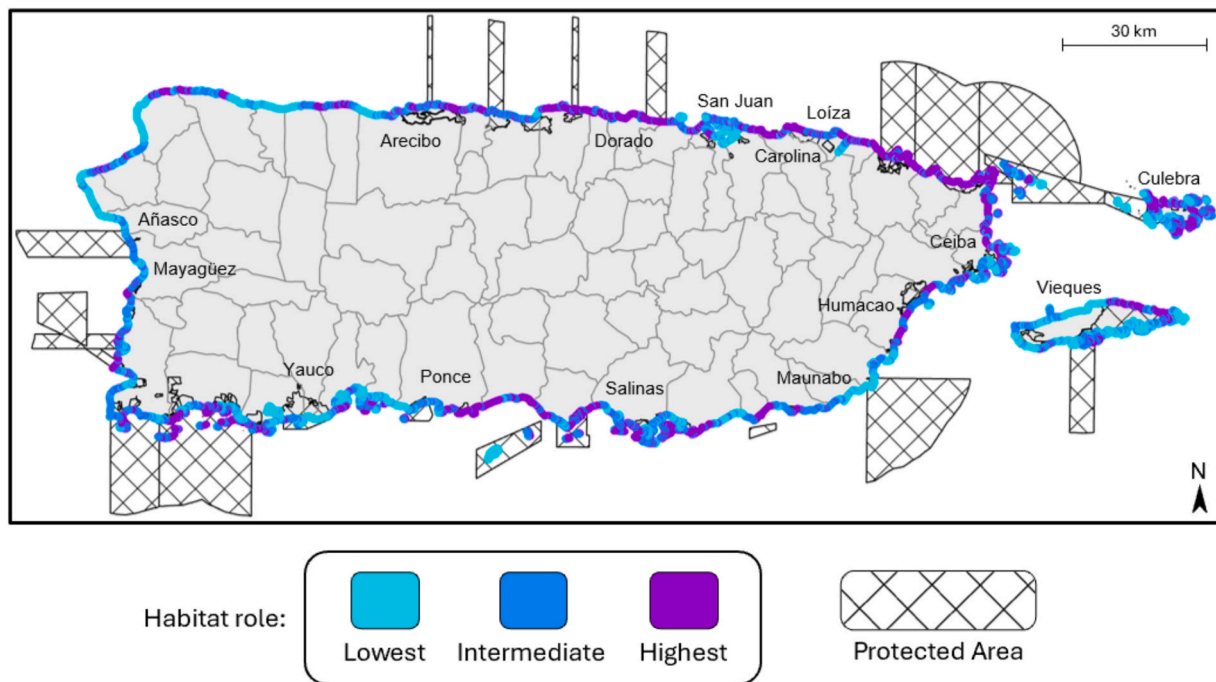 30 km
San Juan
Loíza
Arecibo
Dorado
Carolina
Culebra
Añasco
Ceiba
Mayagüez
Vieques
Humacao
Yauco
Ponce
Salinas
Maunabo
N
Habitat role:
Lowest
Intermediate
Highest
Protected Area